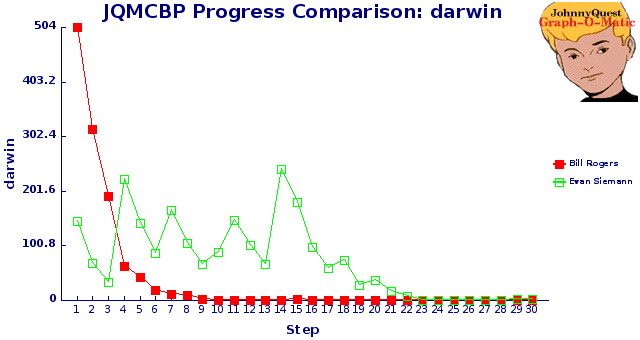 JQMCBP Progress Comparison: darwin
JohnnyQuest
Graph-O-Matic
504
403.2
302.4
201.6
100.8
0
darwin
Bill Rogers
Evan Siemann
1 2 3 4 5 6 7 8 9 10 11 12 13 14 15 16 17 18 19 20 21 22 23 24 25 26 27 28 29 30
Step